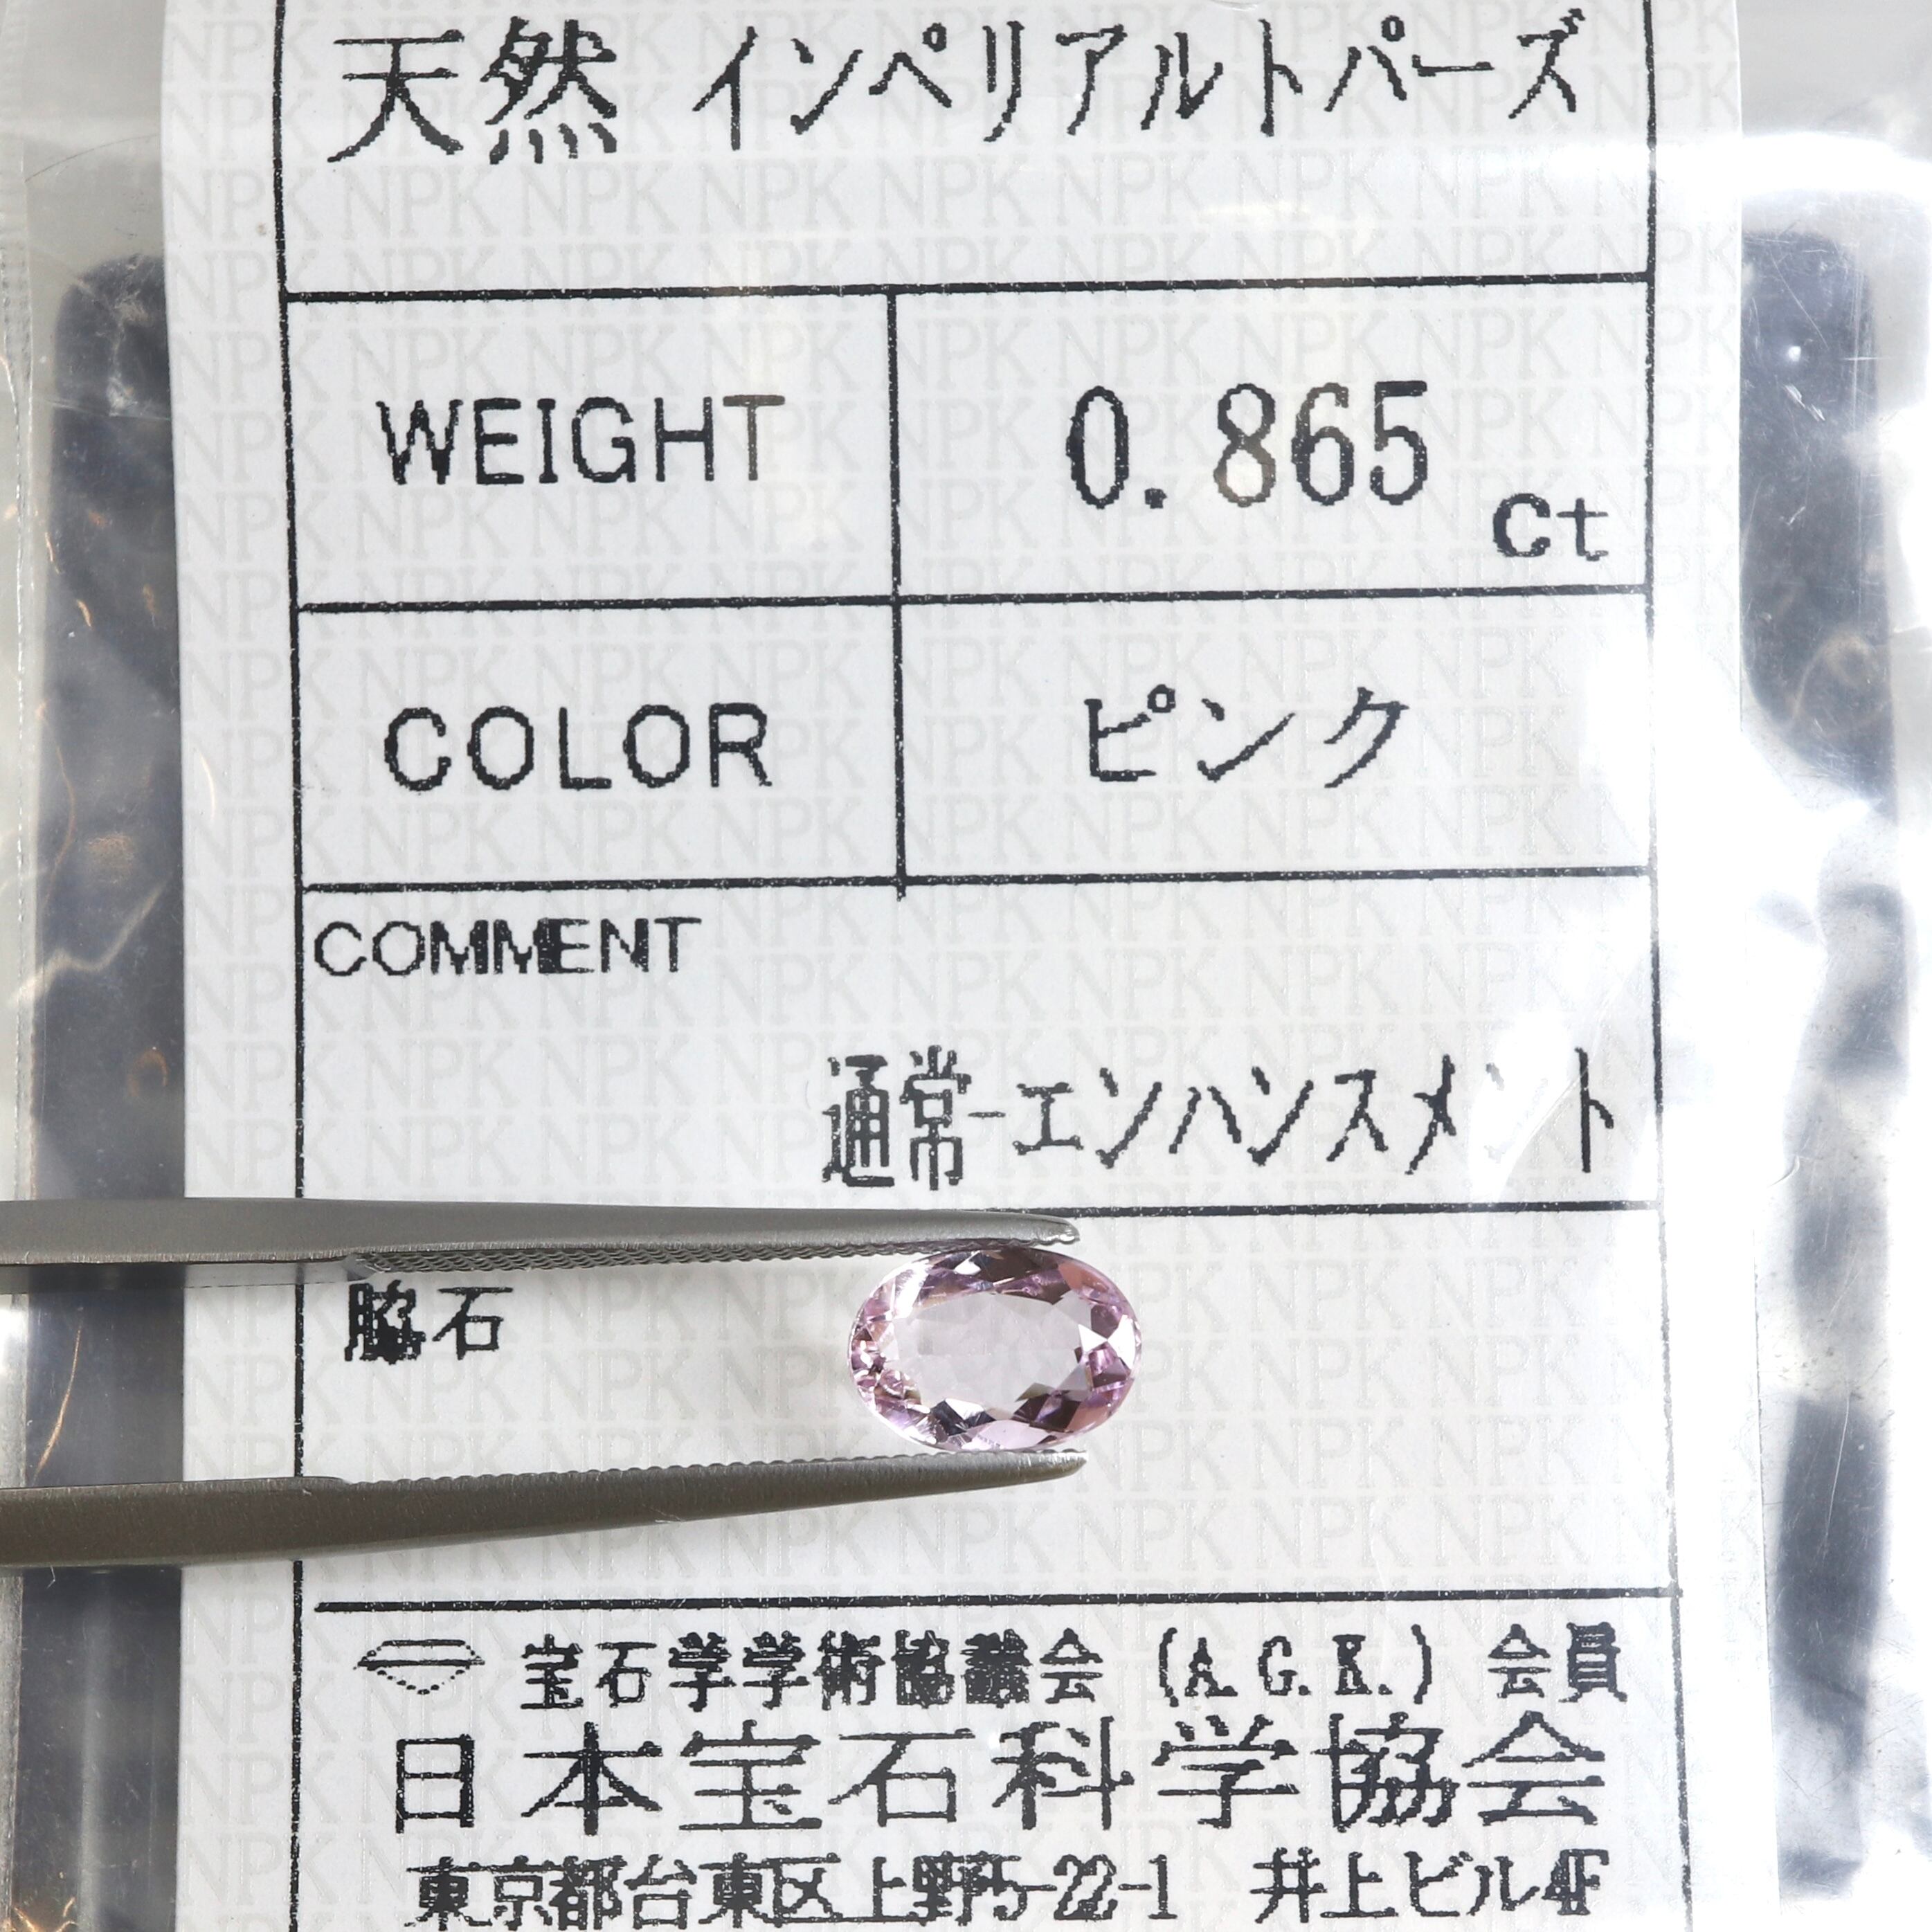 天然 インペリアルトパーズ
WEIGHT 0.865 ct
COLOR ピンク
COMMENT
通常-エンハンスメント
脇石
宝石学学術協議会 (A.G.K.) 会員
日本宝石科学協会
東京都台東区上野5-22-1 井上ビル4F